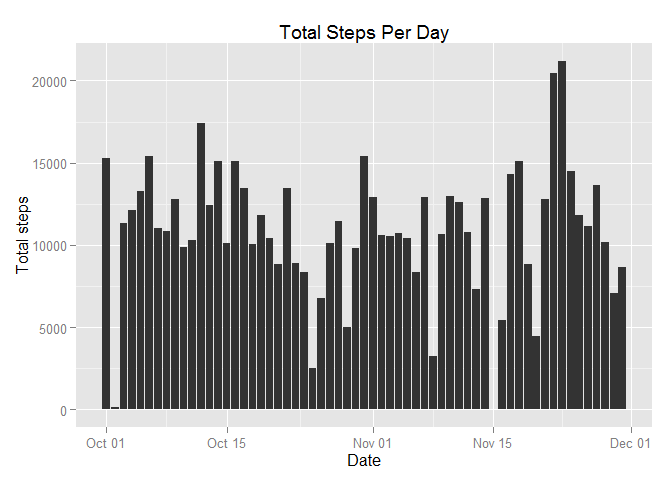 Total Steps Per Day
Total steps
20000
15000
10000
5000
0
Oct 01 Oct 15 Nov 01 Nov 15 Dec 01
Date